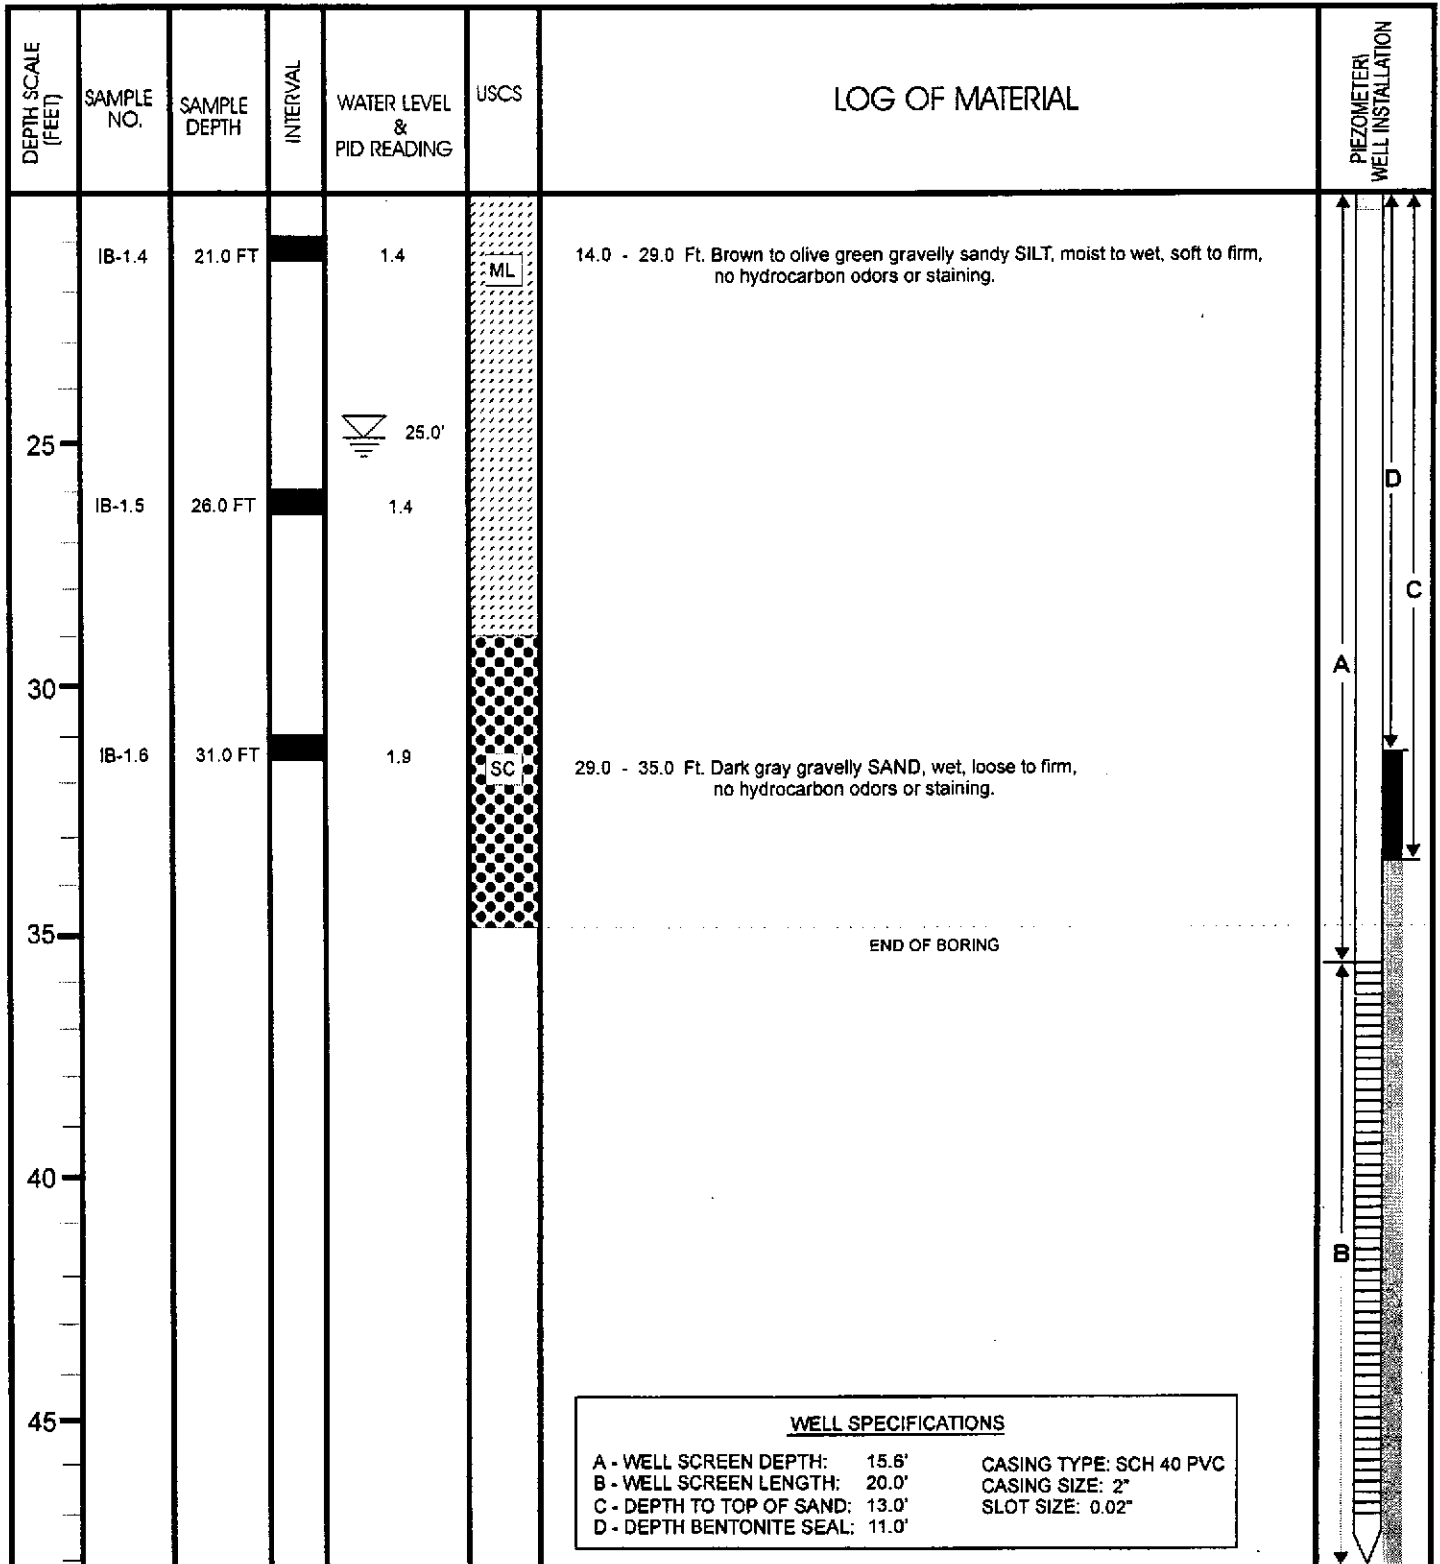 DEPTH SCALE
(FEET)
SAMPLE
NO.
SAMPLE
DEPTH
INTERVAL
WATER LEVEL
&
PID READING
USCS
LOG OF MATERIAL
PIEZOMETER\
WELL INSTALLATION
IB-1.4 21.0 FT 1.4 ML
14.0 - 29.0 Ft. Brown to olive green gravelly sandy SILT, moist to wet, soft to firm,
no hydrocarbon odors or staining.
25 25.0'
D
IB-1.5 26.0 FT 1.4
C
A
30
IB-1.6 31.0 FT 1.9 SC
29.0 - 35.0 Ft. Dark gray gravelly SAND, wet, loose to firm,
no hydrocarbon odors or staining.
35
END OF BORING
40
B
45
WELL SPECIFICATIONS
A - WELL SCREEN DEPTH: 15.6' CASING TYPE: SCH 40 PVC
B - WELL SCREEN LENGTH: 20.0' CASING SIZE: 2"
C - DEPTH TO TOP OF SAND: 13.0' SLOT SIZE: 0.02"
D - DEPTH BENTONITE SEAL: 11.0'